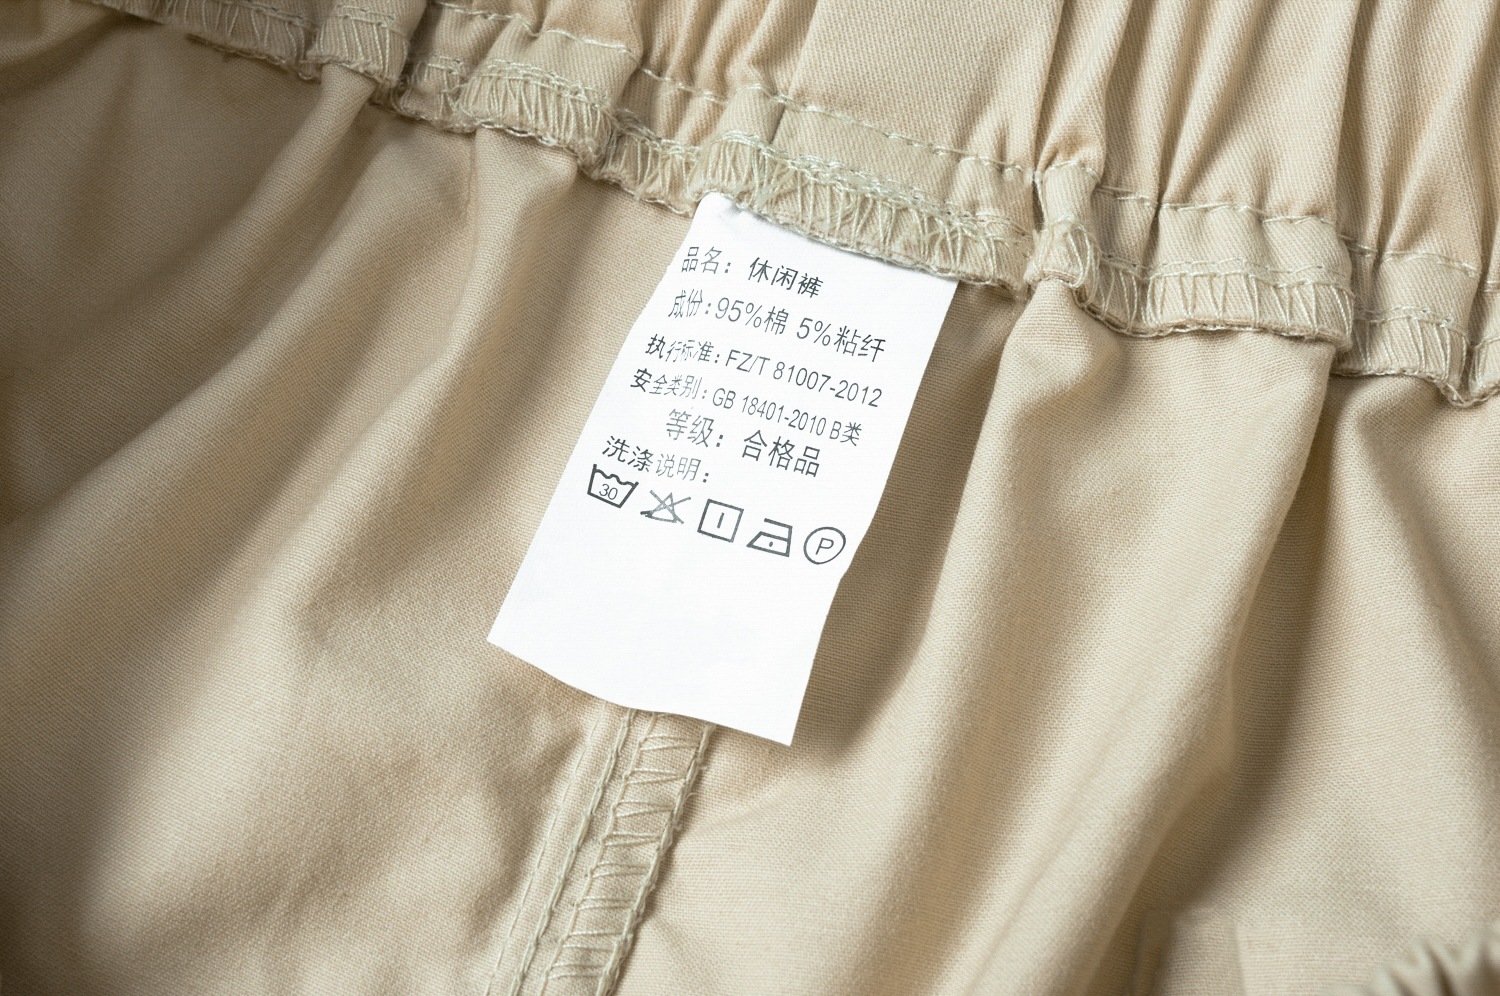 品名：休闲裤
成份：95%棉 5%粘纤
执行标准：FZ/T 81007-2012
安全类别：GB 18401-2010 B类
等级：合格品
洗涤说明：
30 P